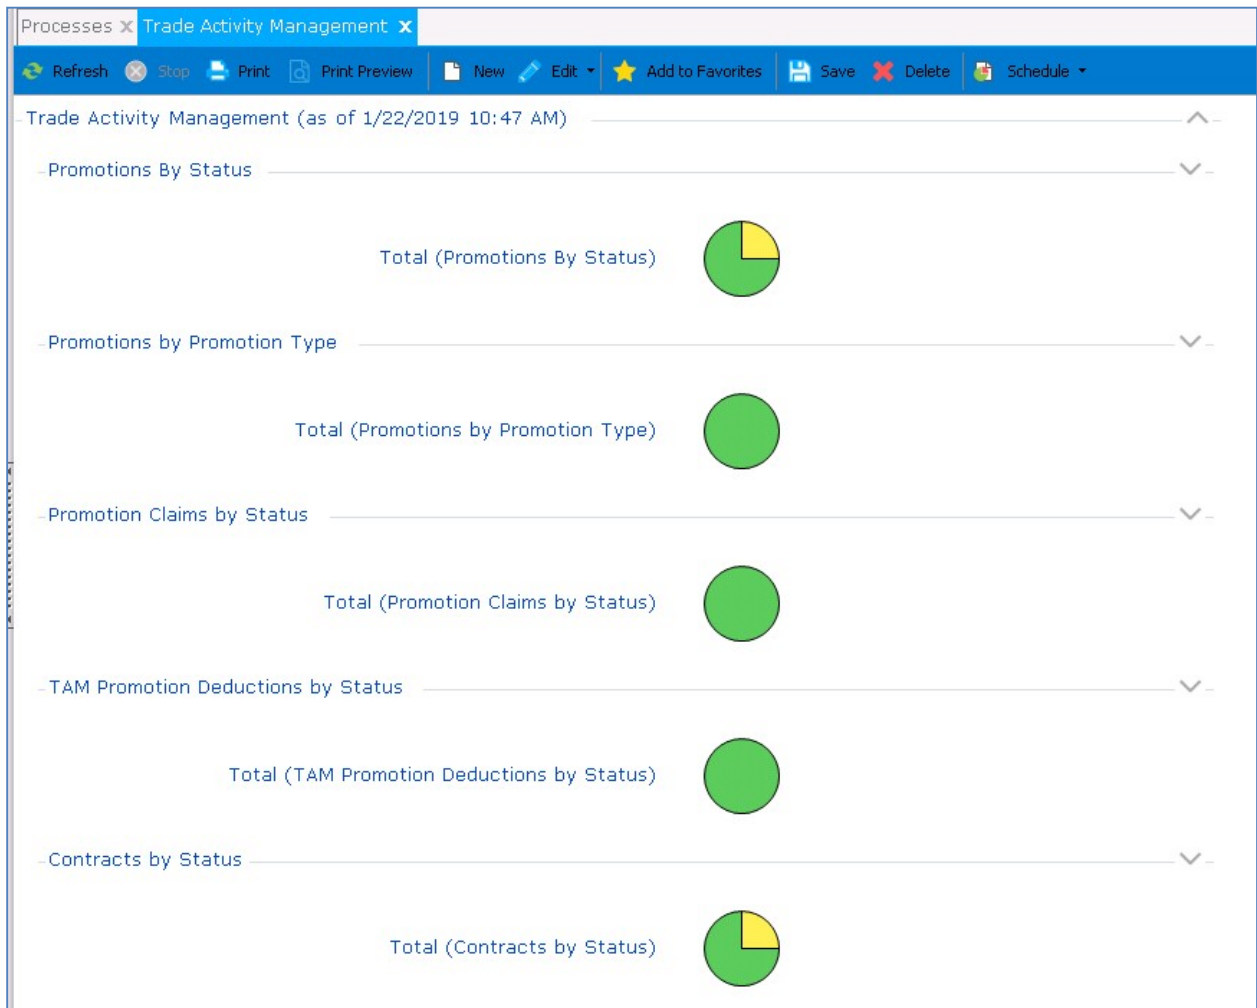 Processes x Trade Activity Management x
Refresh Stop Print Print Preview New Edit Add to Favorites Save Delete Schedule
Trade Activity Management (as of 1/22/2019 10:47 AM)
Promotions By Status
Total (Promotions By Status)
Promotions by Promotion Type
Total (Promotions by Promotion Type)
Promotion Claims by Status
Total (Promotion Claims by Status)
TAM Promotion Deductions by Status
Total (TAM Promotion Deductions by Status)
Contracts by Status
Total (Contracts by Status)